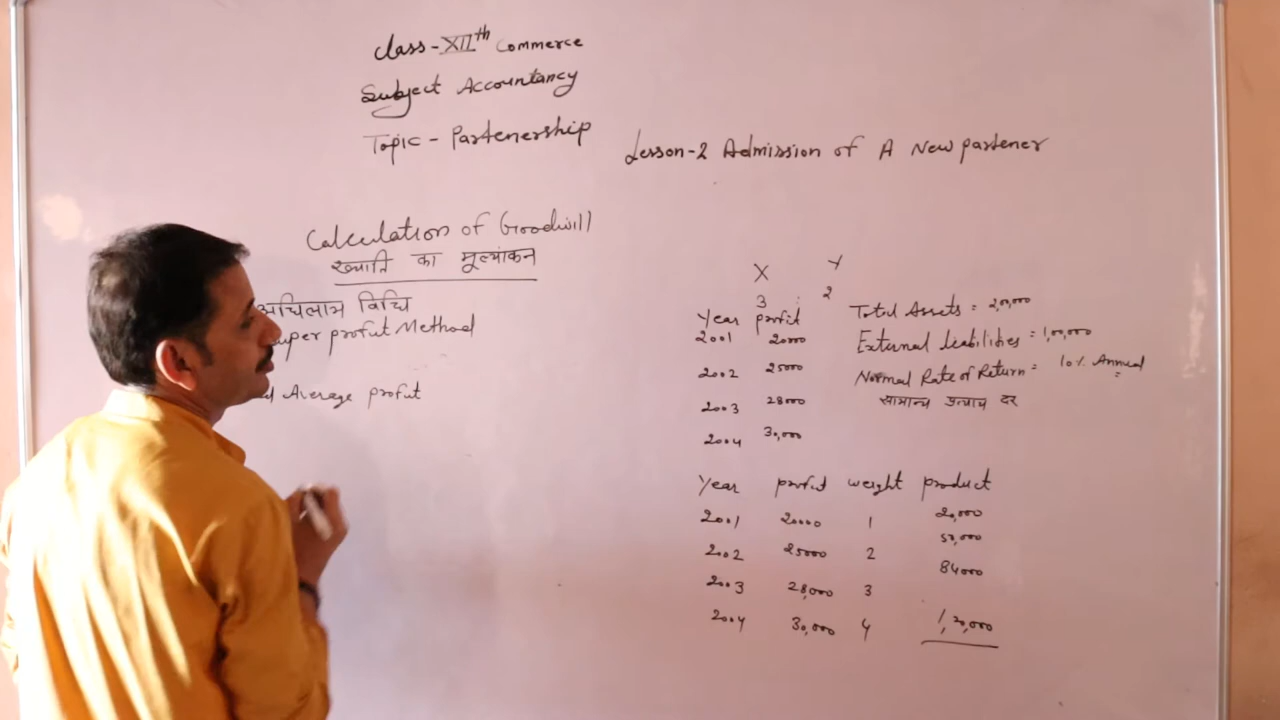 Class-XIIth Commerce
Subject Accountancy
Topic - Partenership
Lesson-2 Admission of A New partener
Calculation of Goodwill
ख्याति का मूल्यांकन
अधिलाभ विधि
uper profit Method
Average profit
X Y
3 : 2
Year profit
2001 20000
2002 25000
2003 28000
2004 30,000
Total Assets = 2,00,000
External liabilities = 1,00,000
Normal Rate of Return = 10% Annual
सामान्य प्रत्याय दर
Year profit weight product
2001 20000 1 20,000
2002 25000 2 50,000
2003 28,000 3 84000
2004 30,000 4 1,20,000